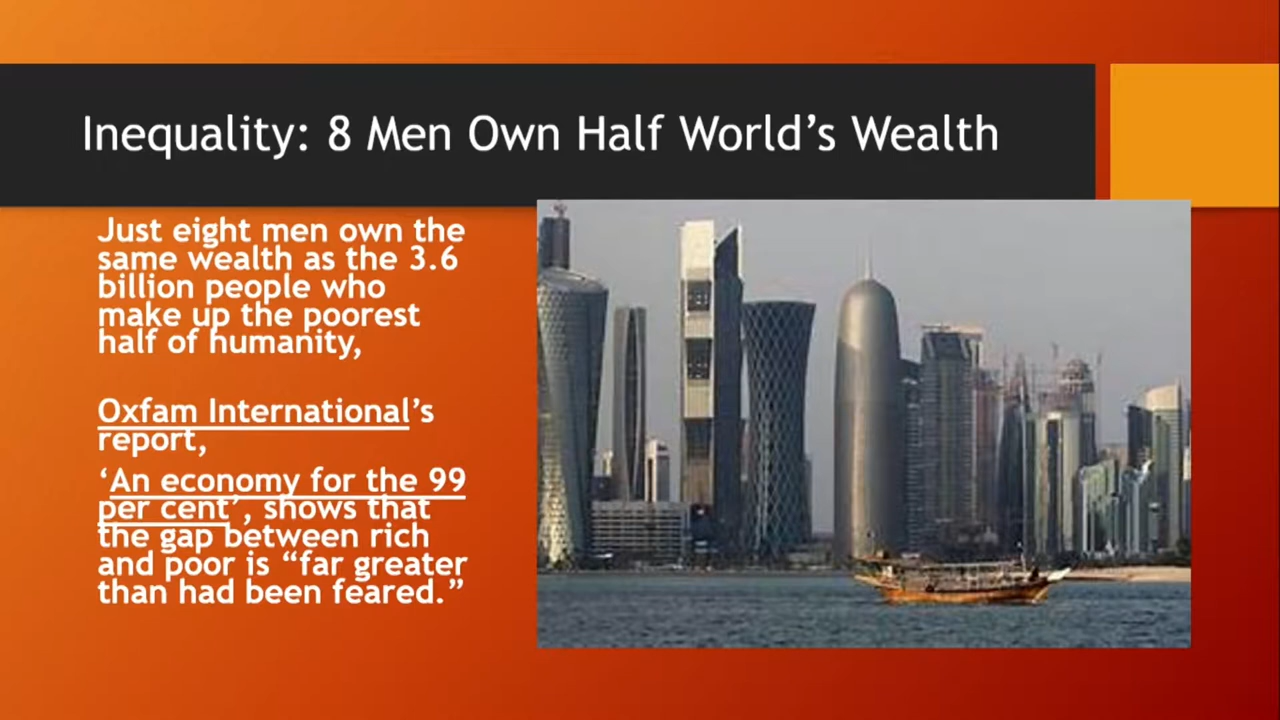 Inequality: 8 Men Own Half World’s Wealth
Just eight men own the
same wealth as the 3.6
billion people who
make up the poorest
half of humanity,
Oxfam International’s
report,
‘An economy for the 99
per cent’, shows that
the gap between rich
and poor is “far greater
than had been feared.”